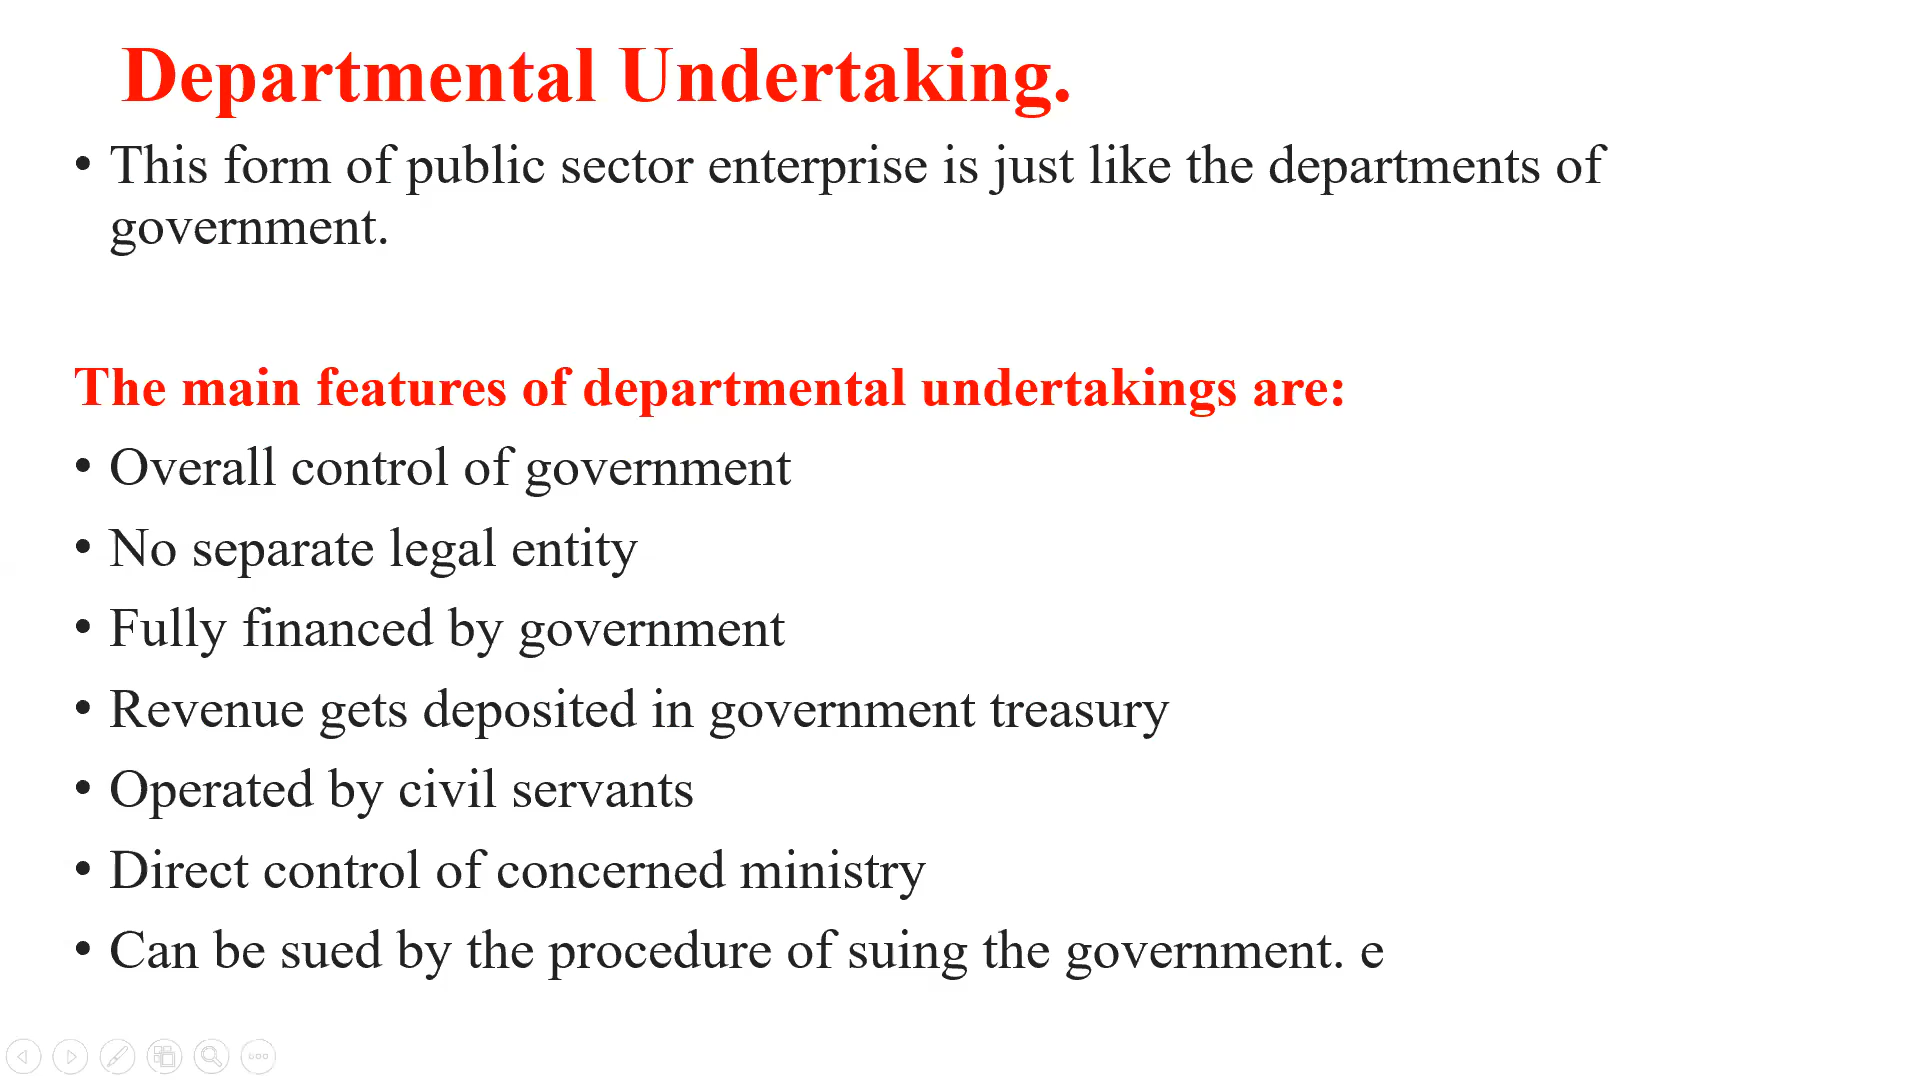 Departmental Undertaking.
• This form of public sector enterprise is just like the departments of
government.
The main features of departmental undertakings are:
• Overall control of government
• No separate legal entity
• Fully financed by government
• Revenue gets deposited in government treasury
• Operated by civil servants
• Direct control of concerned ministry
• Can be sued by the procedure of suing the government. e